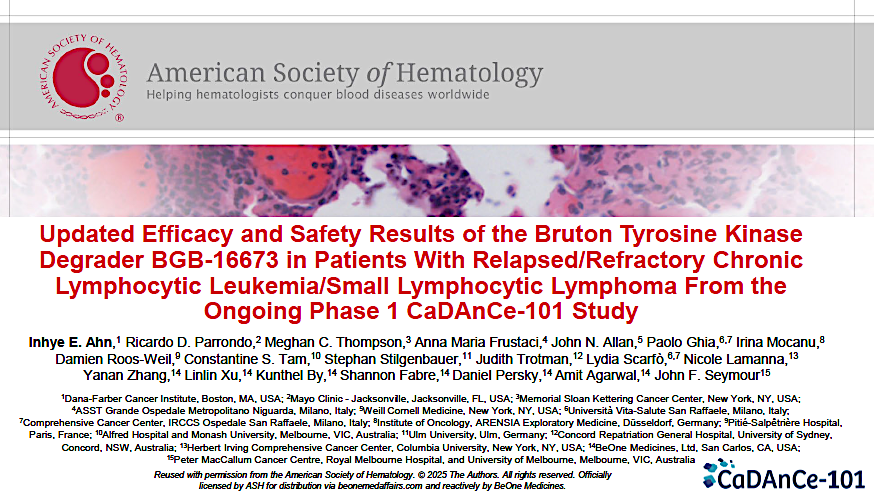 AMERICAN SOCIETY OF HEMATOLOGY
®
American Society of Hematology
Helping hematologists conquer blood diseases worldwide
Updated Efficacy and Safety Results of the Bruton Tyrosine Kinase
Degrader BGB-16673 in Patients With Relapsed/Refractory Chronic
Lymphocytic Leukemia/Small Lymphocytic Lymphoma From the
Ongoing Phase 1 CaDAnCe-101 Study
Inhye E. Ahn,¹ Ricardo D. Parrondo,² Meghan C. Thompson,³ Anna Maria Frustaci,⁴ John N. Allan,⁵ Paolo Ghia,⁶,⁷ Irina Mocanu,⁸
Damien Roos-Weil,⁹ Constantine S. Tam,¹⁰ Stephan Stilgenbauer,¹¹ Judith Trotman,¹² Lydia Scarfò,⁶,⁷ Nicole Lamanna,¹³
Yanan Zhang,¹⁴ Linlin Xu,¹⁴ Kunthel By,¹⁴ Shannon Fabre,¹⁴ Daniel Persky,¹⁴ Amit Agarwal,¹⁴ John F. Seymour¹⁵
¹Dana-Farber Cancer Institute, Boston, MA, USA; ²Mayo Clinic - Jacksonville, Jacksonville, FL, USA; ³Memorial Sloan Kettering Cancer Center, New York, NY, USA;
⁴ASST Grande Ospedale Metropolitano Niguarda, Milano, Italy; ⁵Weill Cornell Medicine, New York, NY, USA; ⁶Università Vita-Salute San Raffaele, Milano, Italy;
⁷Comprehensive Cancer Center, IRCCS Ospedale San Raffaele, Milano, Italy; ⁸Institute of Oncology, ARENSIA Exploratory Medicine, Düsseldorf, Germany; ⁹Pitié-Salpêtrière Hospital,
Paris, France; ¹⁰Alfred Hospital and Monash University, Melbourne, VIC, Australia; ¹¹Ulm University, Ulm, Germany; ¹²Concord Repatriation General Hospital, University of Sydney,
Concord, NSW, Australia; ¹³Herbert Irving Comprehensive Cancer Center, Columbia University, New York, NY, USA; ¹⁴BeOne Medicines, Ltd, San Carlos, CA, USA;
¹⁵Peter MacCallum Cancer Centre, Royal Melbourne Hospital, and University of Melbourne, Melbourne, VIC, Australia
Reused with permission from the American Society of Hematology. © 2025 The Authors. All rights reserved. Officially
licensed by ASH for distribution via beonemedaffairs.com and reactively by BeOne Medicines.
CaDAnCe-101